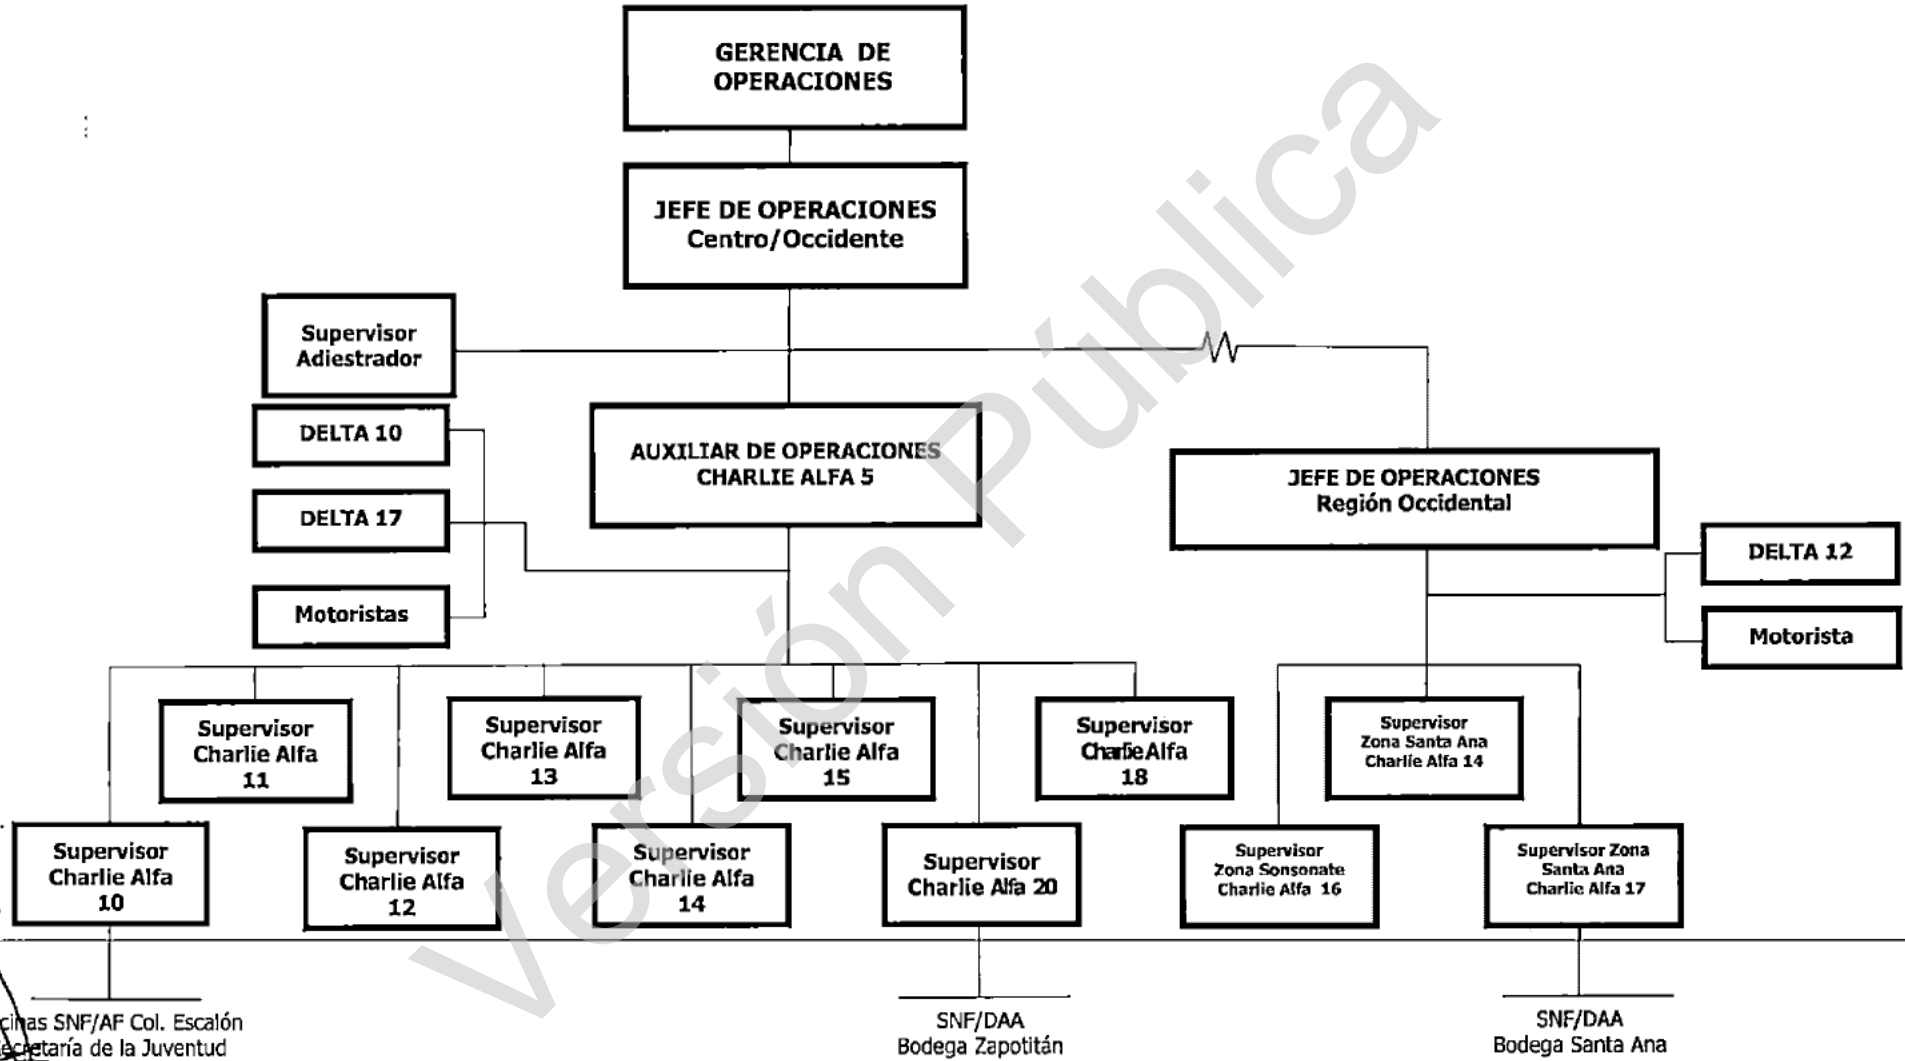 GERENCIA DE
OPERACIONES
JEFE DE OPERACIONES
Centro/Occidente
Supervisor
Adiestrador
DELTA 10
DELTA 17
Motoristas
AUXILIAR DE OPERACIONES
CHARLIE ALFA 5
JEFE DE OPERACIONES
Región Occidental
DELTA 12
Motorista
Supervisor
Charlie Alfa
11
Supervisor
Charlie Alfa
13
Supervisor
Charlie Alfa
15
Supervisor
Charlie Alfa
18
Supervisor
Zona Santa Ana
Charlie Alfa 14
Supervisor
Charlie Alfa
10
Supervisor
Charlie Alfa
12
Supervisor
Charlie Alfa
14
Supervisor
Charlie Alfa 20
Supervisor
Zona Sonsonate
Charlie Alfa 16
Supervisor Zona
Santa Ana
Charlie Alfa 17
cinas SNF/AF Col. Escalón
ecretaría de la Juventud
SNF/DAA
Bodega Zapotitán
SNF/DAA
Bodega Santa Ana
Versión Pública